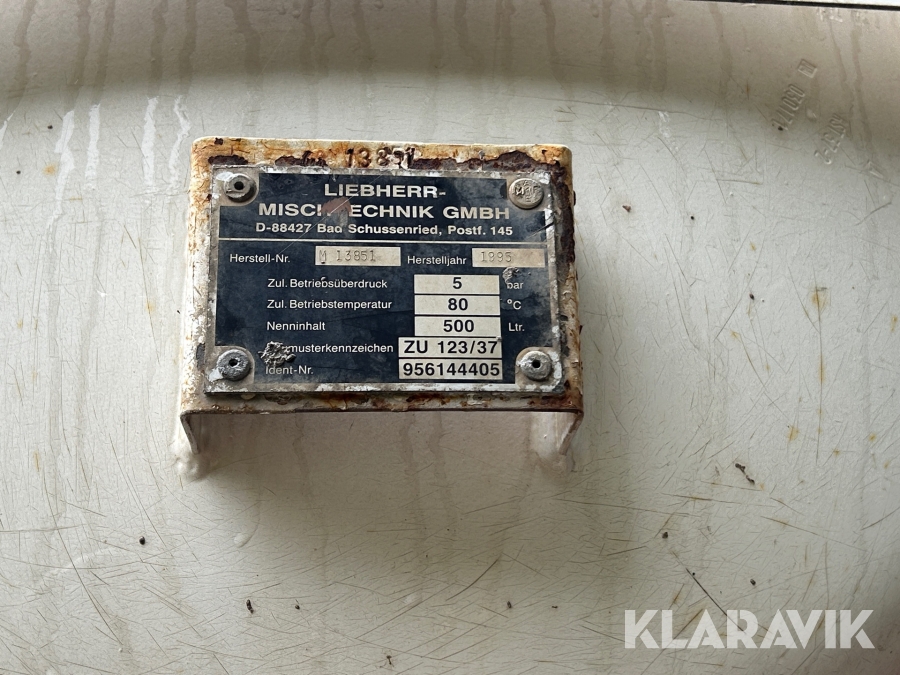 LIEBHERR-
MISCHTECHNIK GMBH
D-88427 Bad Schussenried, Postf. 145
Herstell-Nr. M 13851 Herstelljahr 1995
Zul. Betriebsüberdruck 5 bar
Zul. Betriebstemperatur 80 °C
Nenninhalt 500 Ltr.
musterkennzeichen ZU 123/37
Ident-Nr. 956144405
KLARAVIK